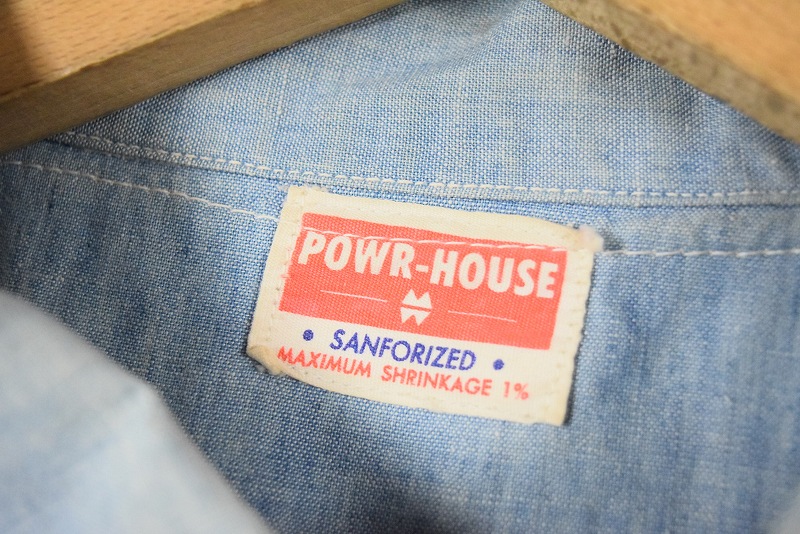 POWR-HOUSE
• SANFORIZED •
MAXIMUM SHRINKAGE 1%